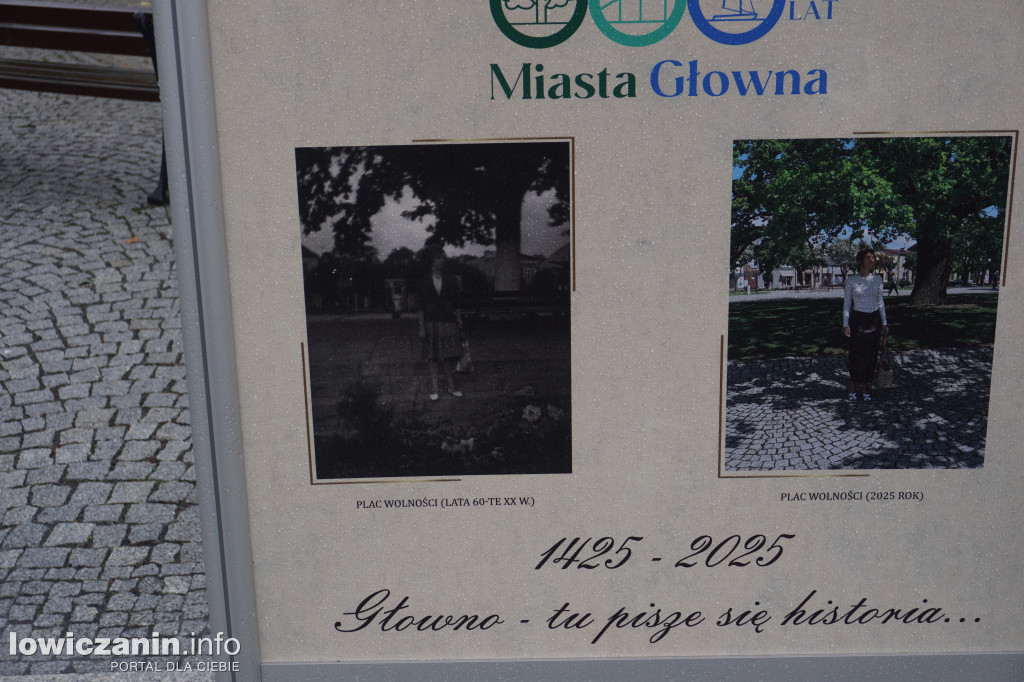 LAT
Miasta Głowna
PLAC WOLNOŚCI (LATA 60-TE XX W.)
PLAC WOLNOŚCI (2025 ROK)
1425 - 2025
Głowno - tu pisze się historia...
lowiczanin.info
PORTAL DLA CIEBIE